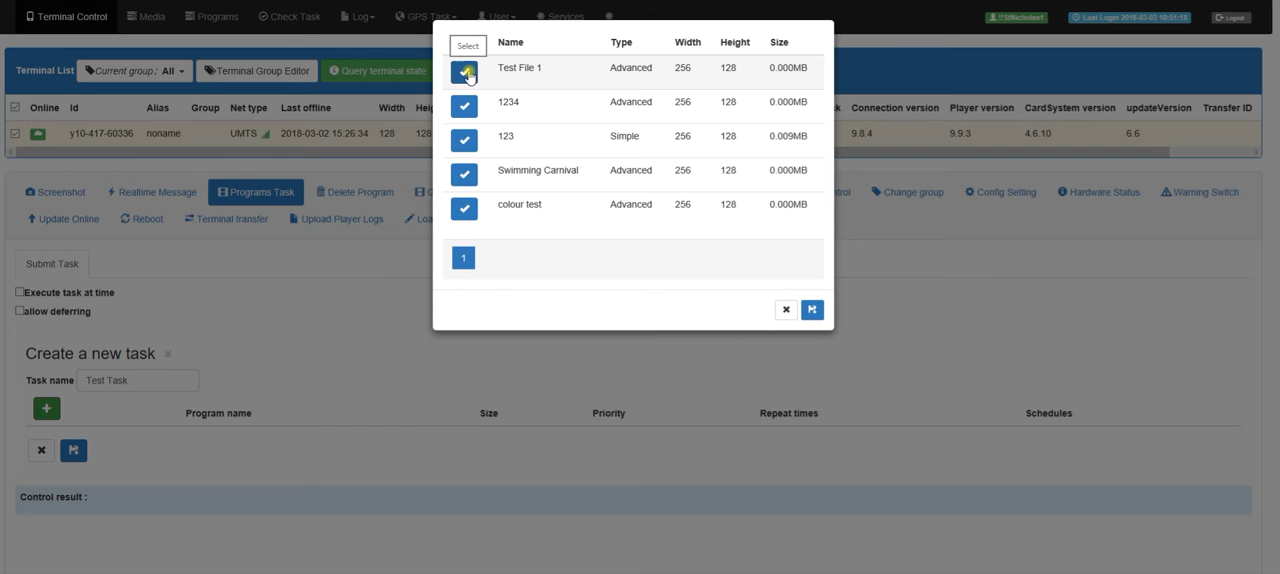 Terminal Control Media Programs Check Task Log GPS Task User Services !!StNicholas1 Last Login 2018-03-03 10:51:18 Logout
Terminal List Current group: All Terminal Group Editor Query terminal state
Online Id Alias Group Net type Last offline Width Connection version Player version CardSystem version updateVersion Transfer ID
y10-417-60336 noname UMTS 2018-03-02 15:26:34 128 128 9.8.4 9.9.3 4.6.10 6.6
Screenshot Realtime Message Programs Task Delete Program Change group Config Setting Hardware Status Warning Switch
Update Online Reboot Terminal transfer Upload Player Logs
Submit Task
Execute task at time
allow deferring
Create a new task
Task name Test Task
Program name Size Priority Repeat times Schedules
Control result :
Select
Name Type Width Height Size
Test File 1 Advanced 256 128 0.000MB
1234 Advanced 256 128 0.000MB
123 Simple 256 128 0.009MB
Swimming Carnival Advanced 256 128 0.000MB
colour test Advanced 256 128 0.000MB
1